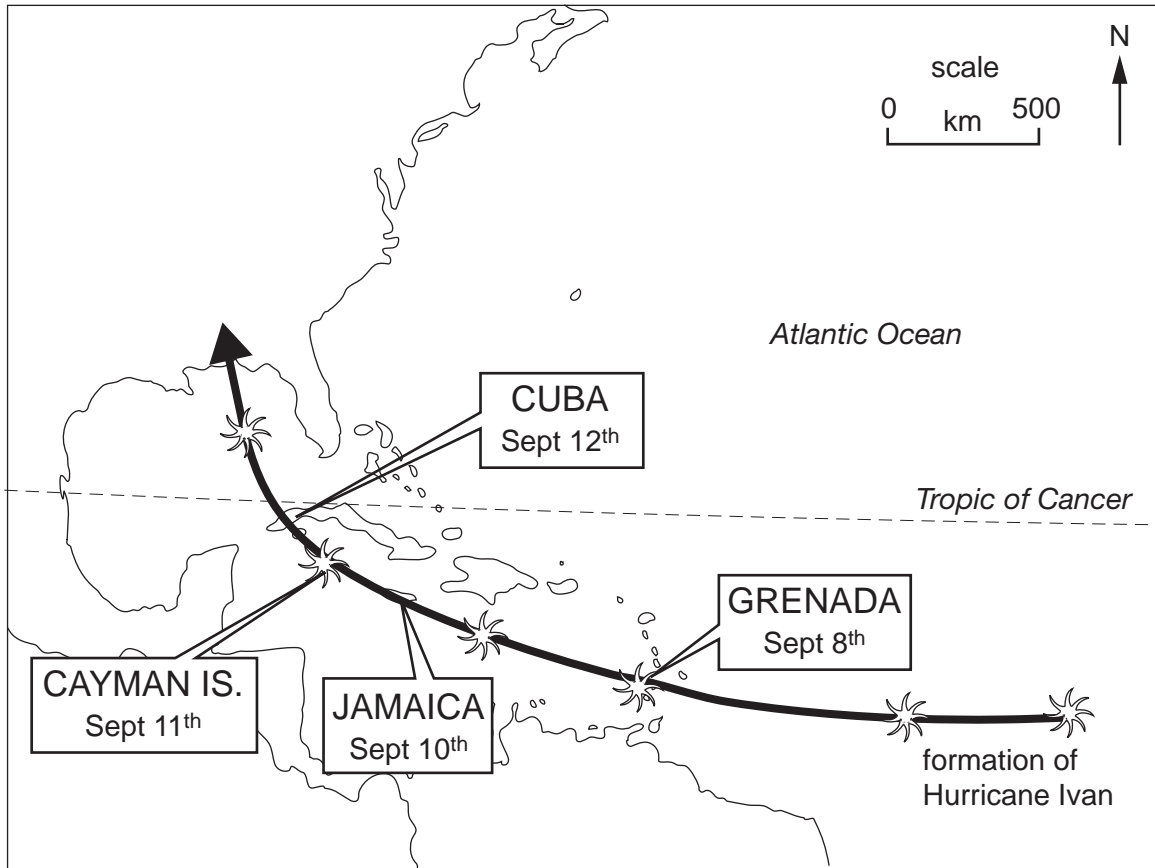 N
scale
0 500
km
Atlantic Ocean
CUBA
Sept 12th
Tropic of Cancer
GRENADA
Sept 8th
CAYMAN IS.
Sept 11th
JAMAICA
Sept 10th
formation of
Hurricane Ivan